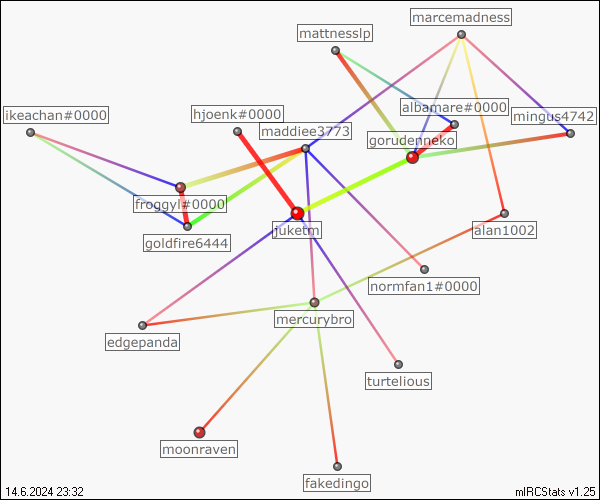 marcemadness
mattnesslp
albamare#0000
ikeachan#0000
hjoenk#0000
mingus4742
maddiee3773
gorudenneko
froggyl#0000
juketm
alan1002
goldfire6444
normfan1#0000
mercurybro
edgepanda
turtelious
moonraven
fakedingo
14.6.2024 23:32
mIRCStats v1.25